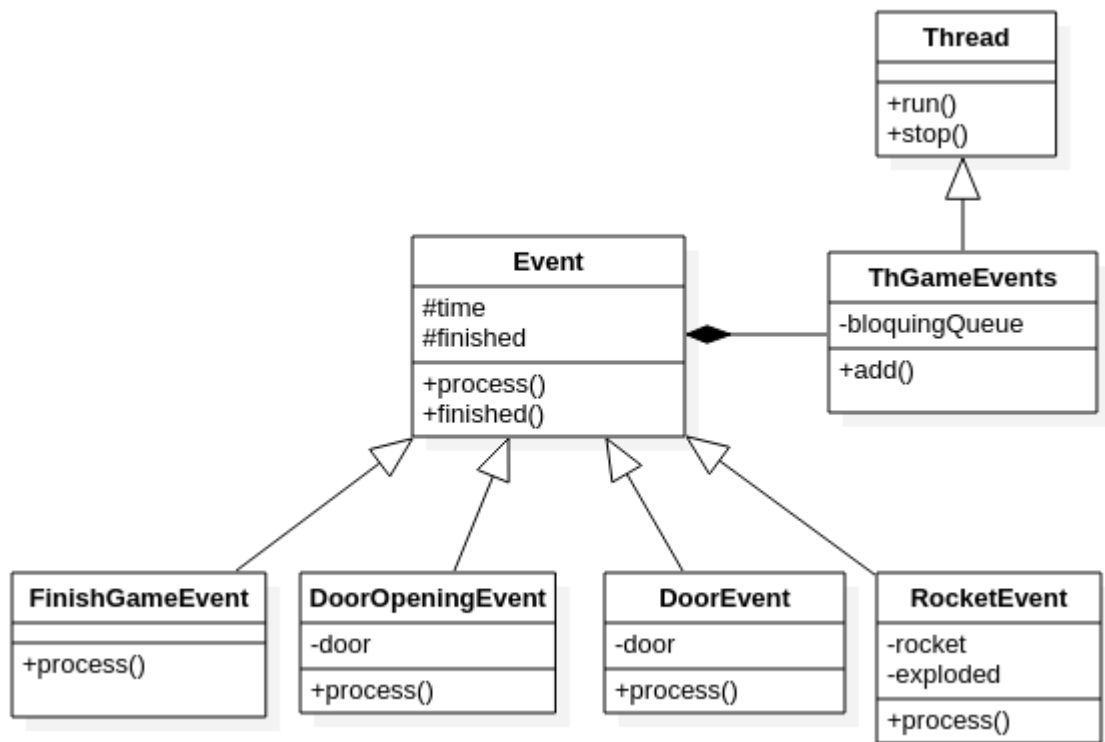 Thread
+run()
+stop()
Event
#time
#finished
+process()
+finished()
ThGameEvents
-bloquingQueue
+add()
FinishGameEvent
+process()
DoorOpeningEvent
-door
+process()
DoorEvent
-door
+process()
RocketEvent
-rocket
-exploded
+process()